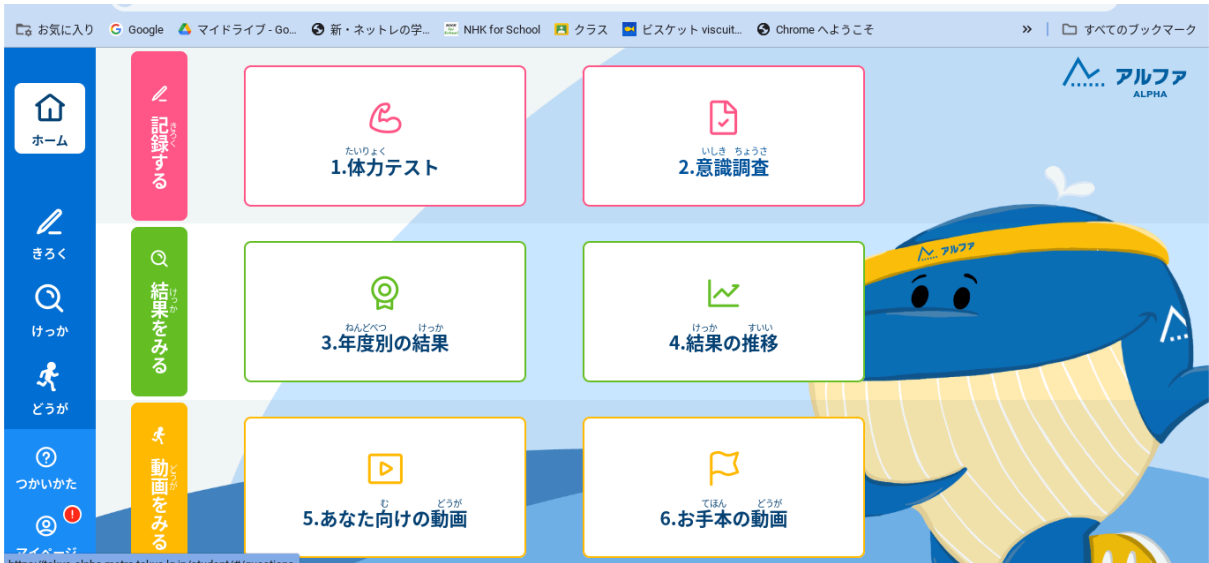 お気に入り Google マイドライブ - Go... 新・ネットレの学... NHK for School クラス ビスケット viscuit... Chrome へようこそ » すべてのブックマーク
アルファ
ALPHA
ホーム
きろく
けっか
どうが
つかいかた
!
マイページ
記録する
きろく
たいりょく
1.体力テスト
いしき ちょうさ
2.意識調査
結果をみる
けっか
ねんどべつ けっか
3.年度別の結果
けっか すいい
4.結果の推移
動画をみる
どうが
む どうが
5.あなた向けの動画
てほん どうが
6.お手本の動画
アルファ